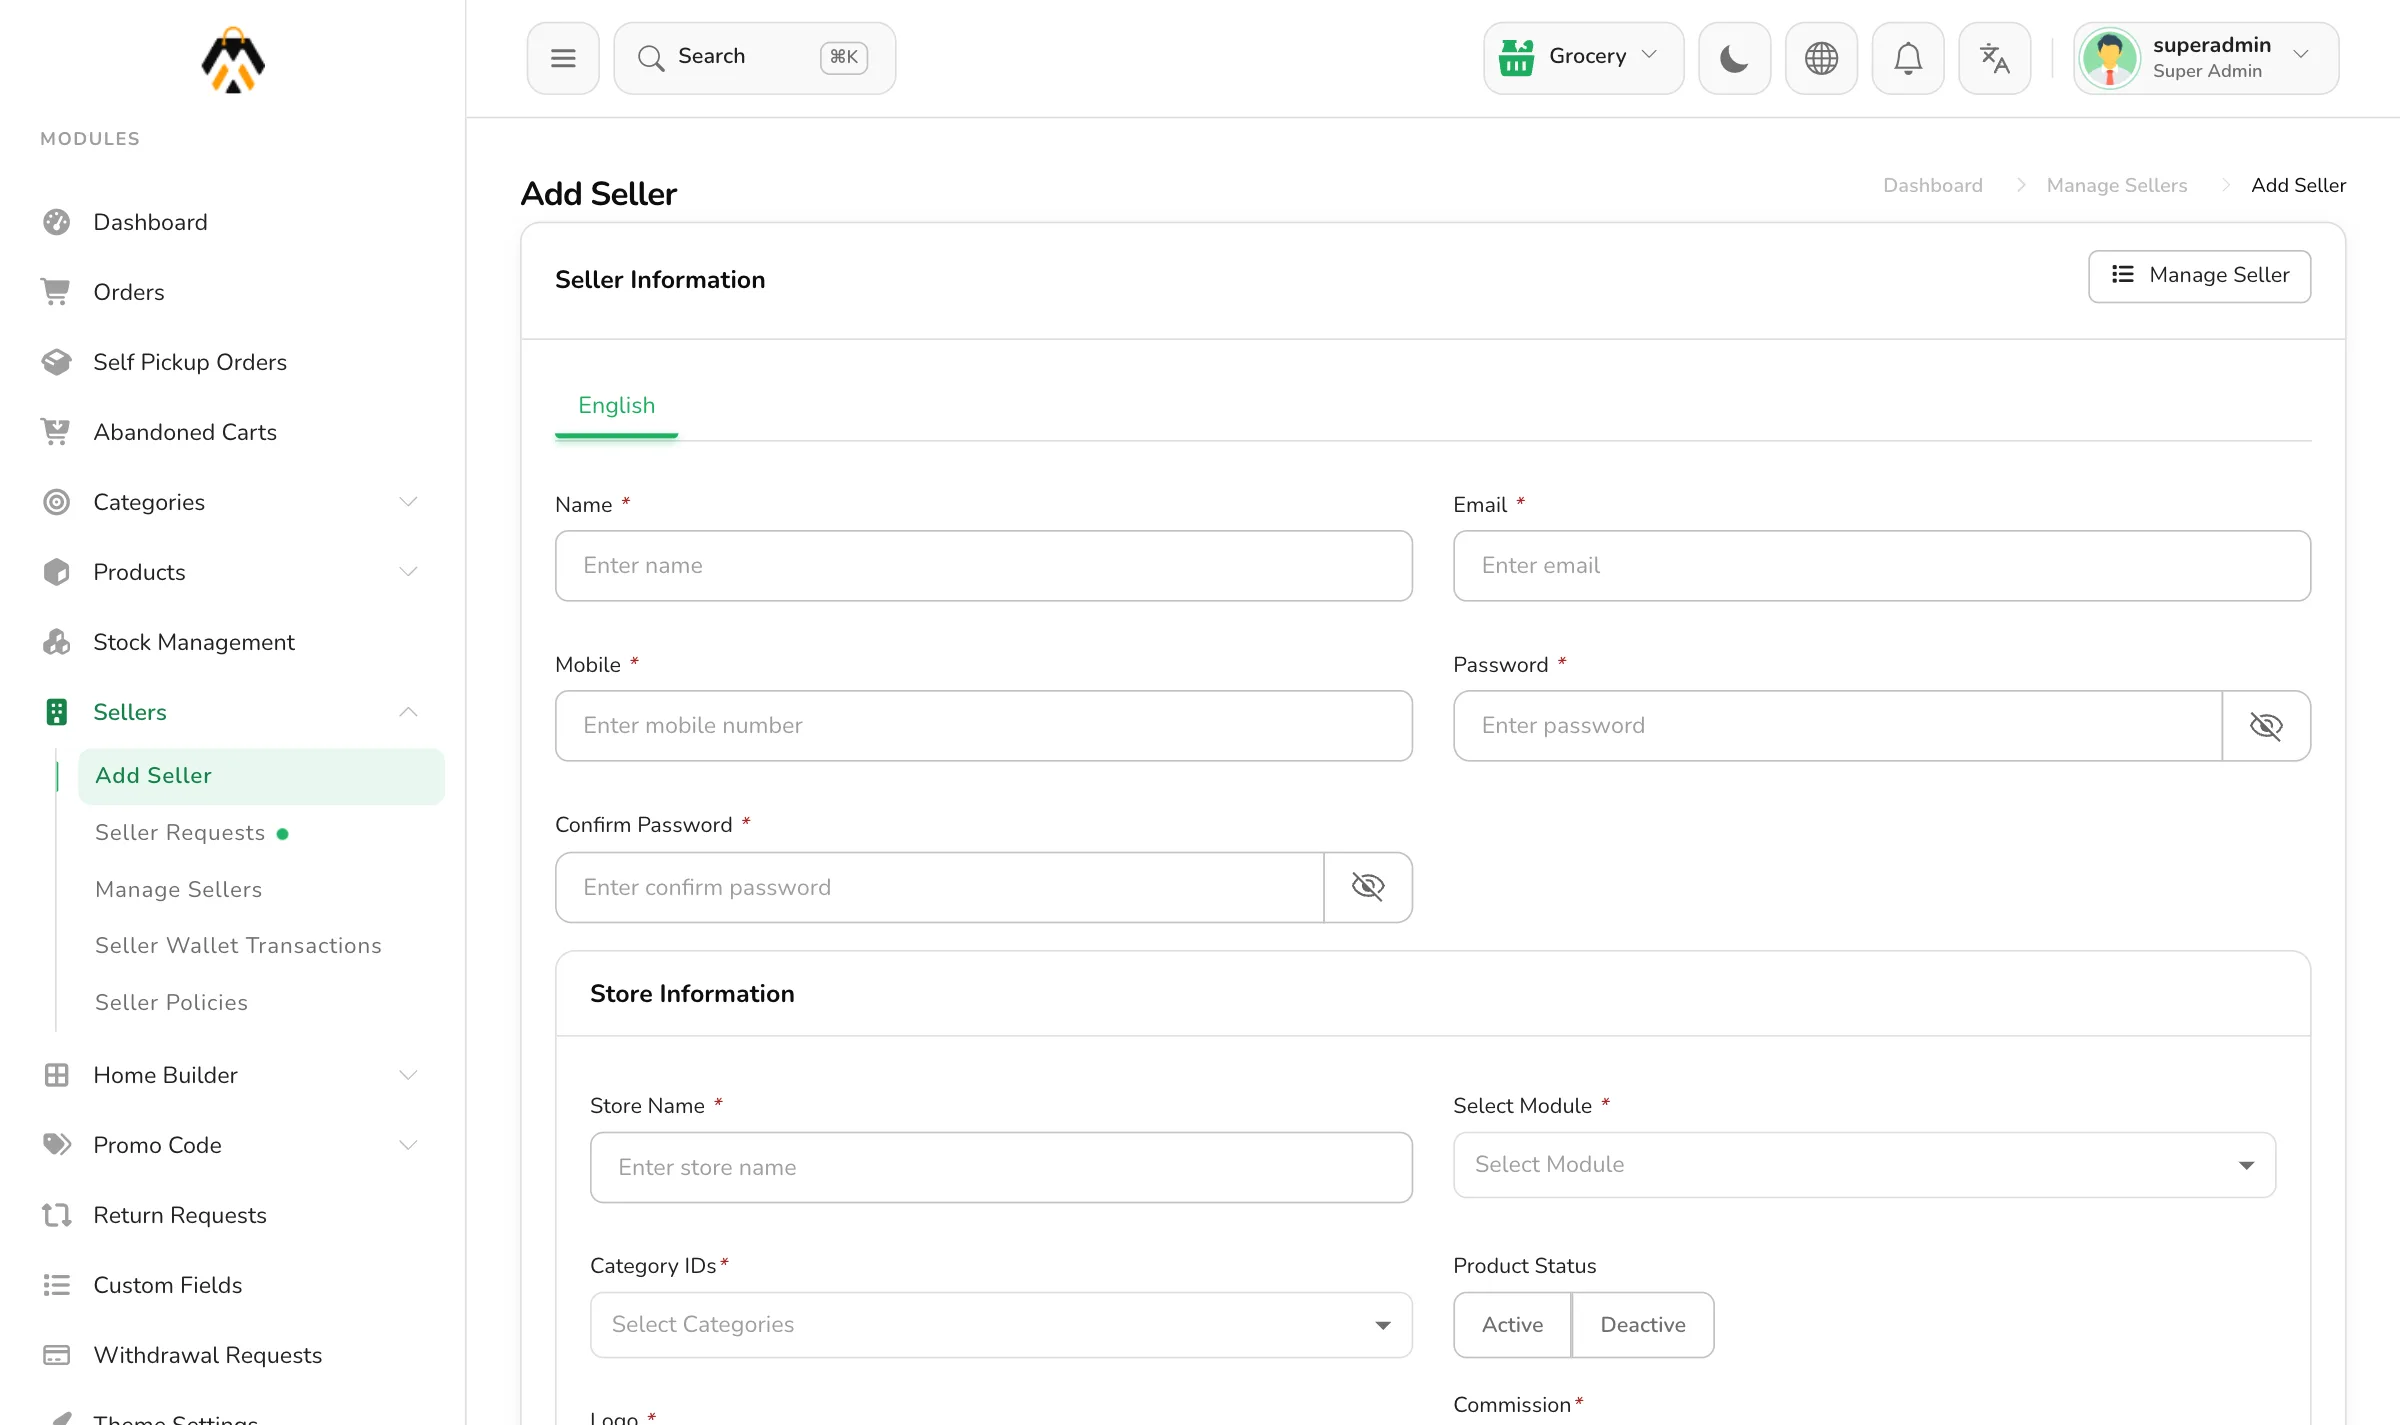 MODULES
Dashboard
Orders
Self Pickup Orders
Abandoned Carts
Categories
Products
Stock Management
Sellers
Add Seller
Seller Requests
Manage Sellers
Seller Wallet Transactions
Seller Policies
Home Builder
Promo Code
Return Requests
Custom Fields
Withdrawal Requests
Theme Settings
Search ⌘K
Grocery
superadmin
Super Admin
Add Seller
Dashboard > Manage Sellers > Add Seller
Seller Information
Manage Seller
English
Name * Email *
Enter name Enter email
Mobile * Password *
Enter mobile number Enter password
Confirm Password *
Enter confirm password
Store Information
Store Name * Select Module *
Enter store name Select Module
Category IDs* Product Status
Select Categories Active Deactive
Logo * Commission*